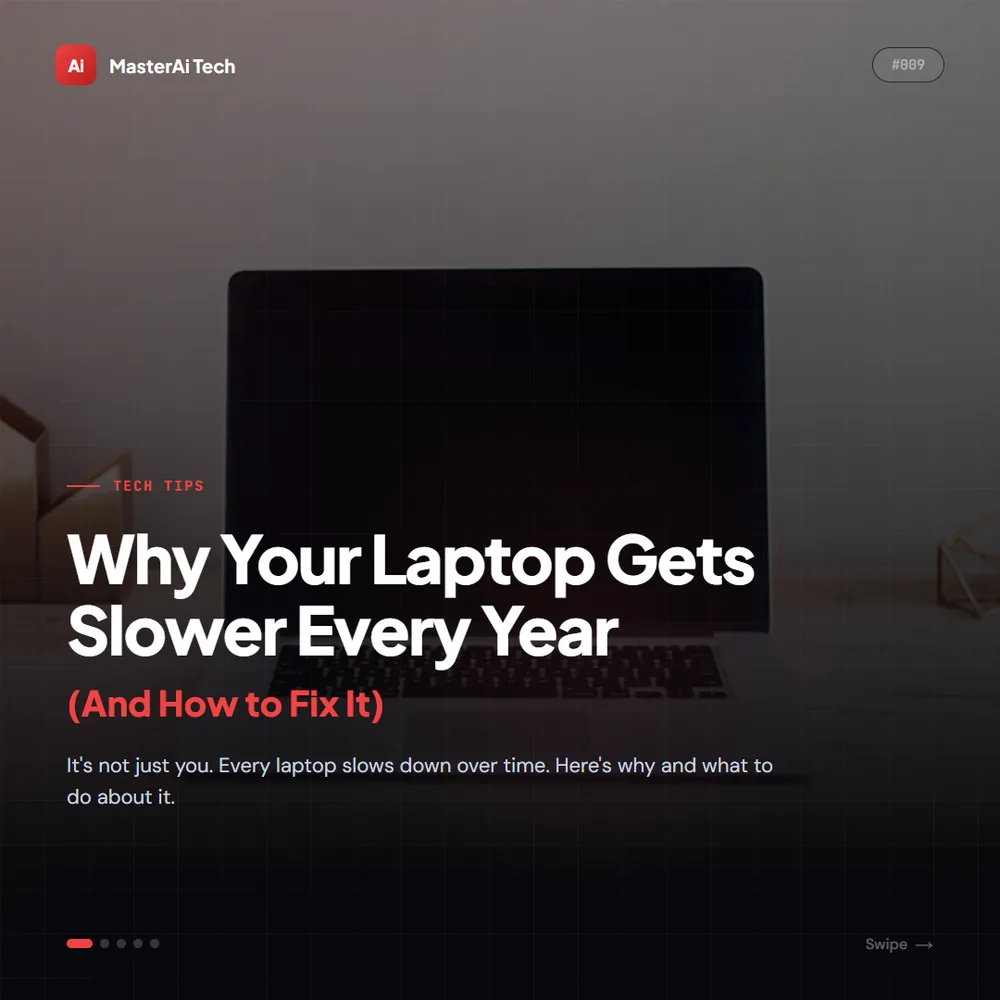 Ai MasterAi Tech
#009
TECH TIPS
Why Your Laptop Gets
Slower Every Year
(And How to Fix It)
It's not just you. Every laptop slows down over time. Here's why and what to
do about it.
Swipe →